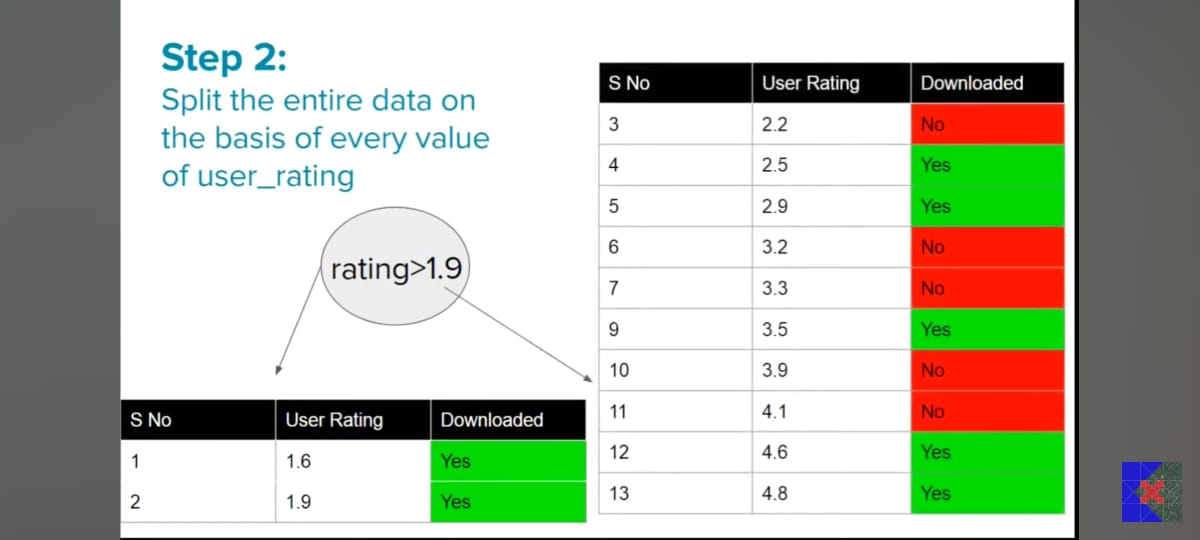 Step 2:
Split the entire data on
the basis of every value
of user_rating
rating>1.9
S No User Rating Downloaded
1 1.6 Yes
2 1.9 Yes
S No User Rating Downloaded
3 2.2 No
4 2.5 Yes
5 2.9 Yes
6 3.2 No
7 3.3 No
9 3.5 Yes
10 3.9 No
11 4.1 No
12 4.6 Yes
13 4.8 Yes